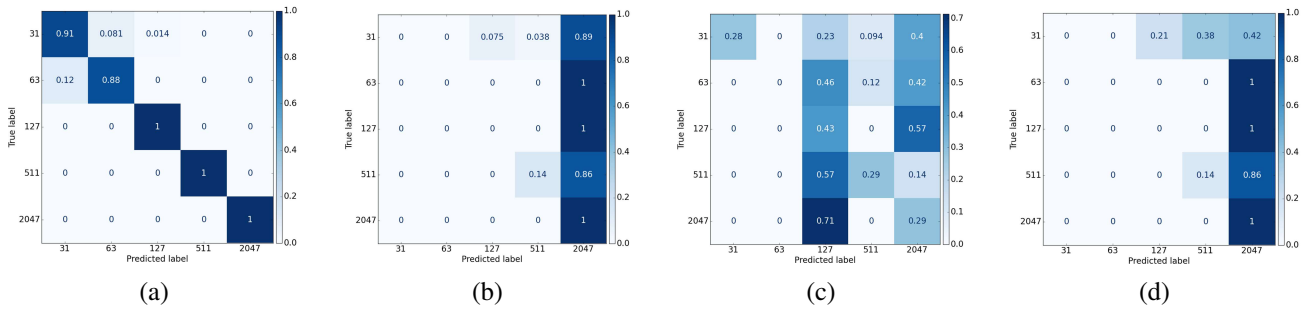 31 0.91 0.081 0.014 0 0
63 0.12 0.88 0 0 0
127 0 0 1 0 0
511 0 0 0 1 0
2047 0 0 0 0 1
31 63 127 511 2047
True label
Predicted label
1.0
0.8
0.6
0.4
0.2
0.0
(a)
31 0 0 0.075 0.038 0.89
63 0 0 0 0 1
127 0 0 0 0 1
511 0 0 0 0.14 0.86
2047 0 0 0 0 1
31 63 127 511 2047
True label
Predicted label
1.0
0.8
0.6
0.4
0.2
0.0
(b)
31 0.28 0 0.23 0.094 0.4
63 0 0 0.46 0.12 0.42
127 0 0 0.43 0 0.57
511 0 0 0.57 0.29 0.14
2047 0 0 0.71 0 0.29
31 63 127 511 2047
True label
Predicted label
0.7
0.6
0.5
0.4
0.3
0.2
0.1
0.0
(c)
31 0 0 0.21 0.38 0.42
63 0 0 0 0 1
127 0 0 0 0 1
511 0 0 0 0.14 0.86
2047 0 0 0 0 1
31 63 127 511 2047
True label
Predicted label
1.0
0.8
0.6
0.4
0.2
0.0
(d)